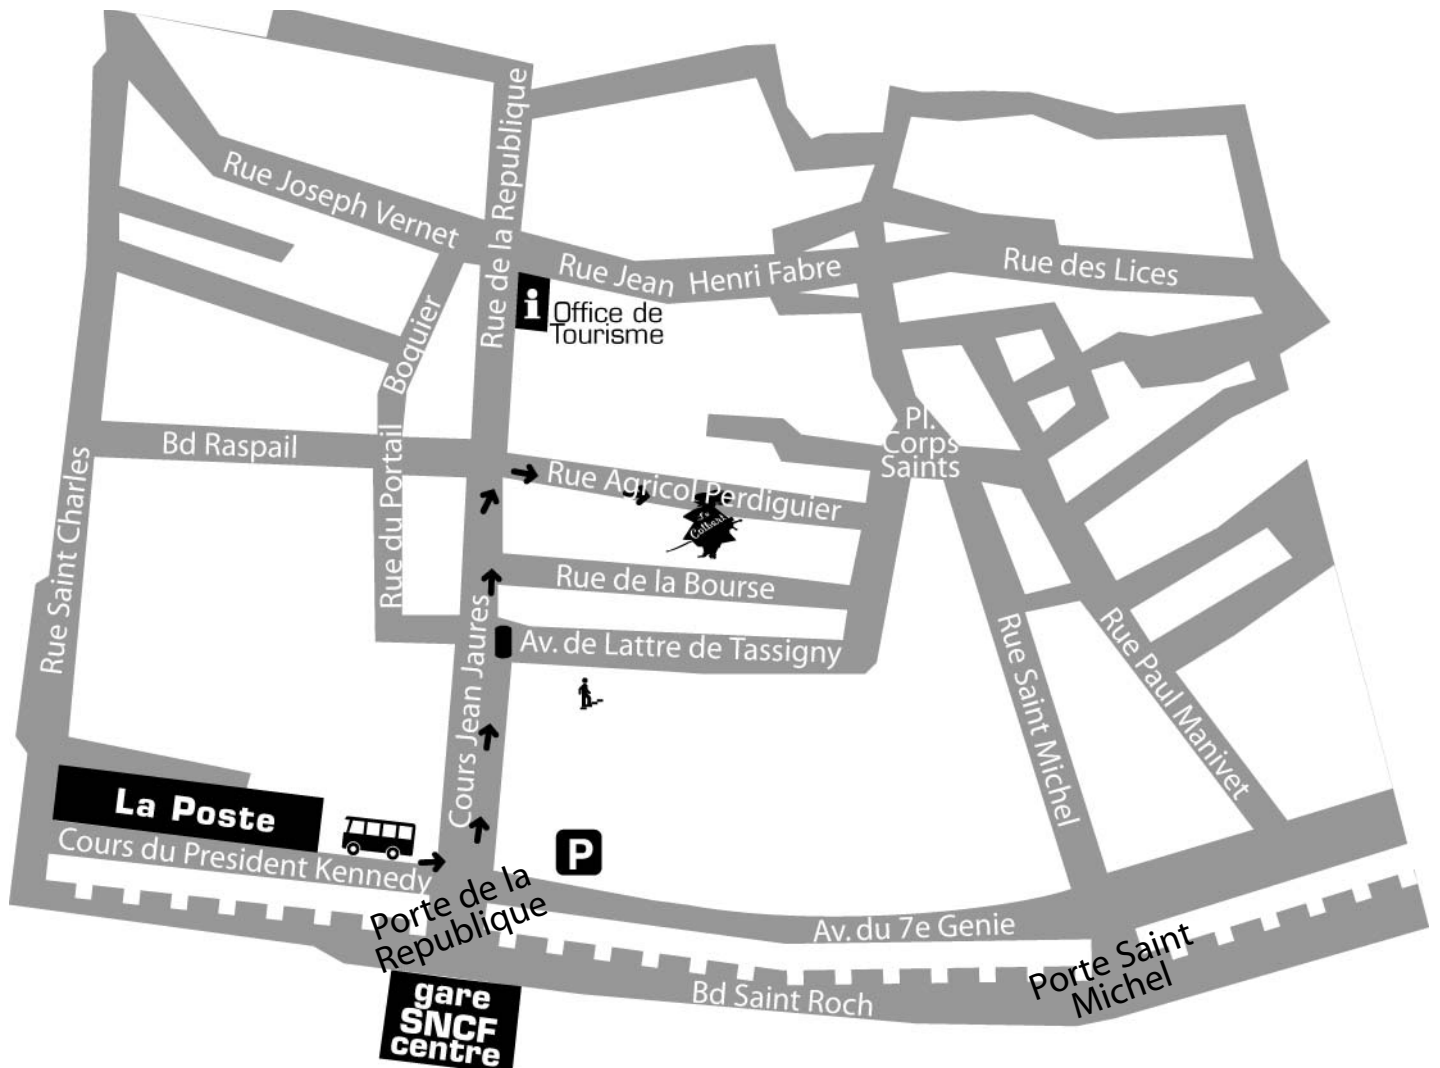 Rue Joseph Vernet
Rue de la Republique
Rue Jean
Henri Fabre
Rue des Lices
i
Office de
Tourisme
Boquier
Rue du Portail
Bd Raspail
Rue Saint Charles
Pl.
Corps
Saints
Rue Agricol Perdiguier
Le
Colbert
Rue de la Bourse
Av. de Lattre de Tassigny
Cours Jean Jaures
Rue Saint Michel
Rue Paul Manivet
La Poste
Cours du President Kennedy
P
Porte de la
Republique
Av. du 7e Genie
Porte Saint
Michel
Bd Saint Roch
gare
SNCF
centre